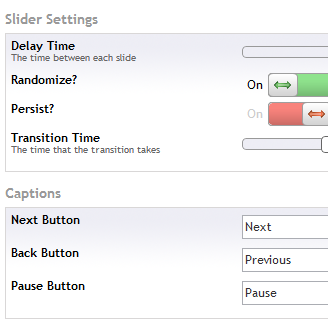 Slider Settings
Delay Time
The time between each slide
Randomize?
On
Persist?
On
Transition Time
The time that the transition takes
Captions
Next Button
Next
Back Button
Previous
Pause Button
Pause